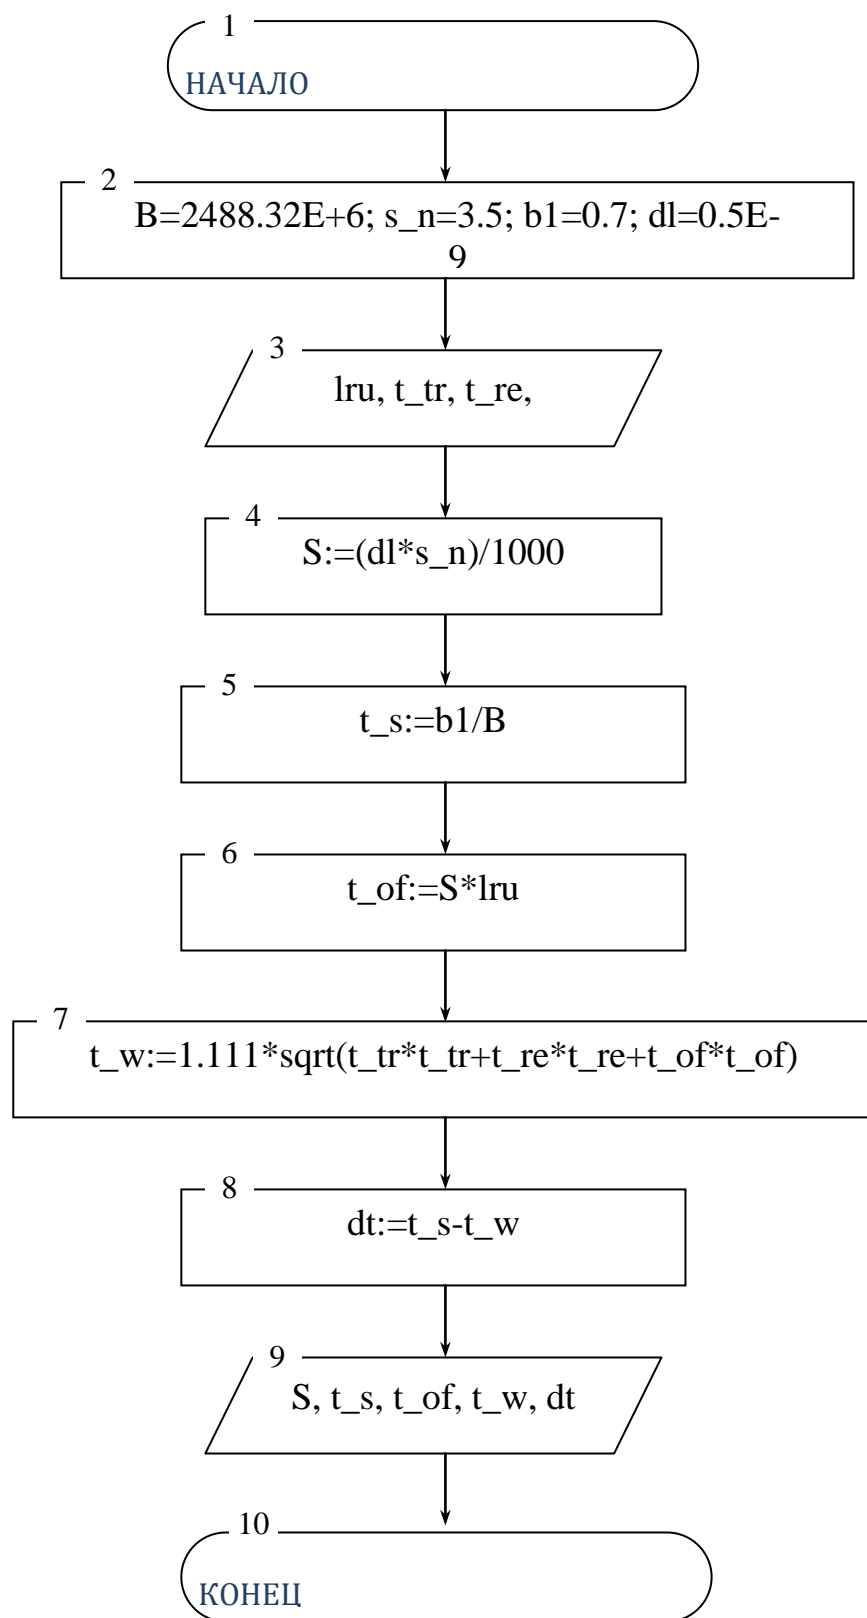 1
НАЧАЛО
2
B=2488.32E+6; s_n=3.5; b1=0.7; dl=0.5E-
9
3
lru, t_tr, t_re,
4
S:=(dl*s_n)/1000
5
t_s:=b1/B
6
t_of:=S*lru
7
t_w:=1.111*sqrt(t_tr*t_tr+t_re*t_re+t_of*t_of)
8
dt:=t_s-t_w
9
S, t_s, t_of, t_w, dt
10
КОНЕЦ